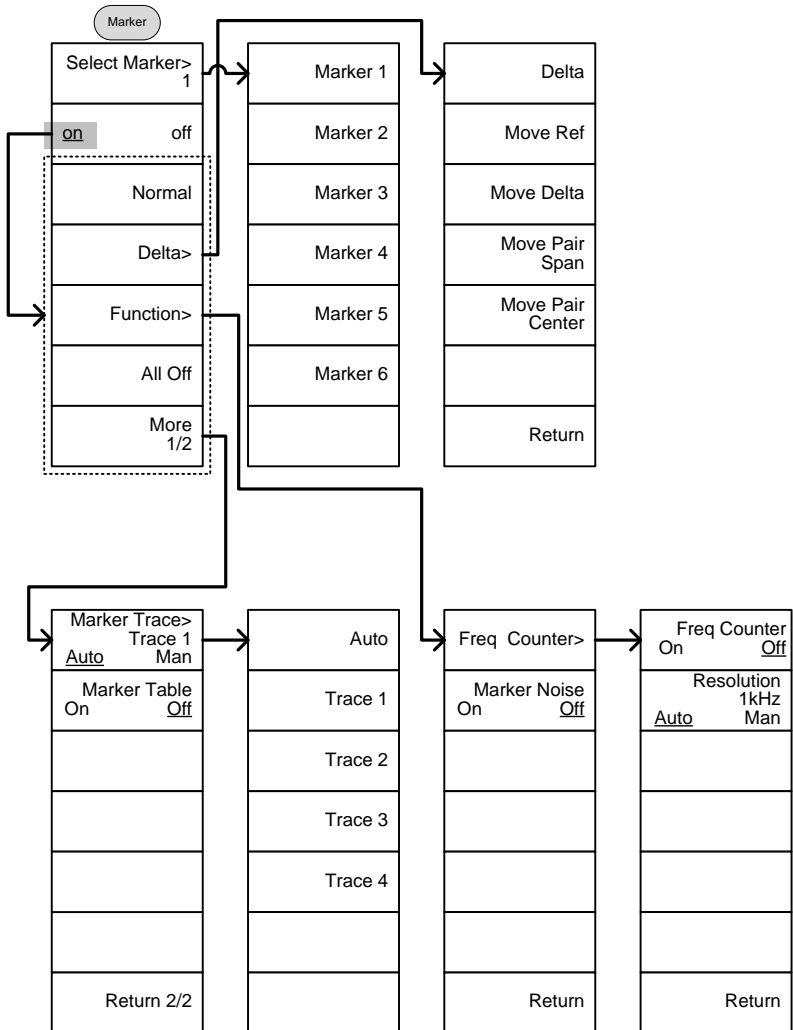 Marker
Select Marker>
1
on off
Normal
Delta>
Function>
All Off
More
1/2
Marker 1
Marker 2
Marker 3
Marker 4
Marker 5
Marker 6
Delta
Move Ref
Move Delta
Move Pair
Span
Move Pair
Center
Return
Marker Trace>
Trace 1
Auto Man
Marker Table
On Off
Return 2/2
Auto
Trace 1
Trace 2
Trace 3
Trace 4
Freq Counter>
Marker Noise
On Off
Return
Freq Counter
On Off
Resolution
1kHz
Auto Man
Return